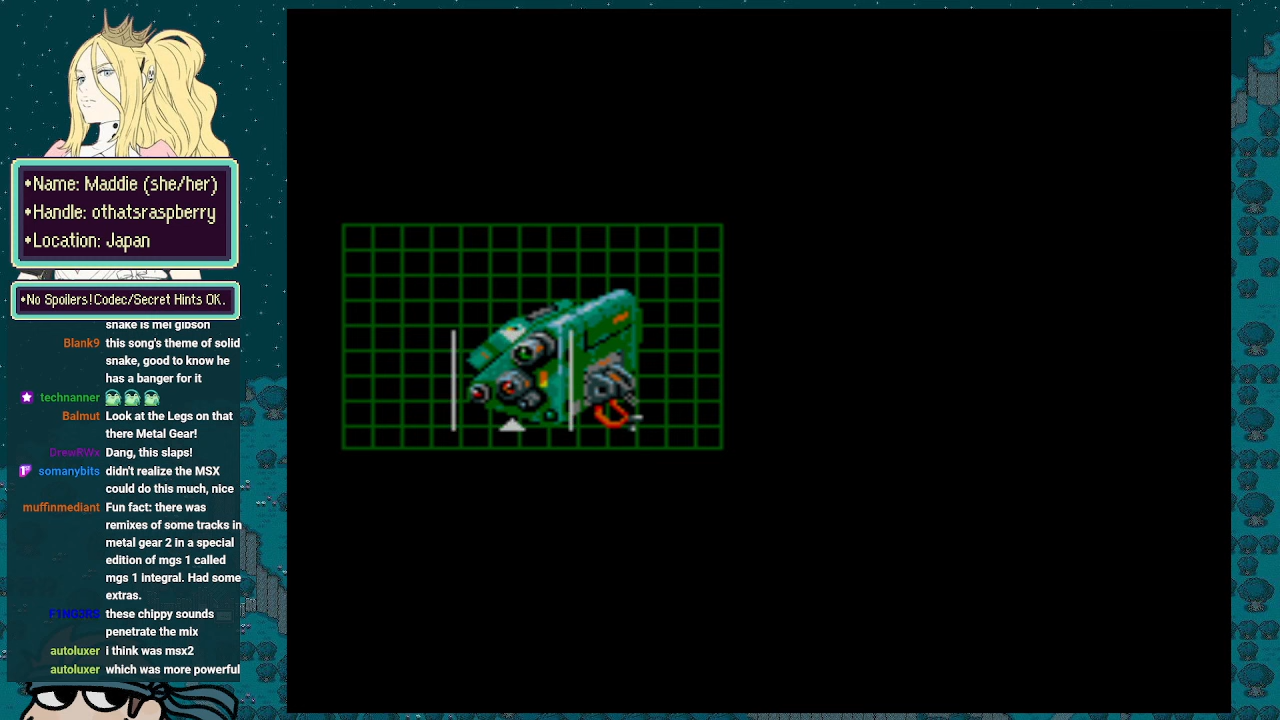 •Name: Maddie (she/her)
•Handle: othatsraspberry
•Location: Japan
•No Spoilers!Codec/Secret Hints OK.
snake is mel gibson
Blank9 this song's theme of solid
snake, good to know he
has a banger for it
technanner
Balmut Look at the Legs on that
there Metal Gear!
DrewRWx Dang, this slaps!
somanybits didn't realize the MSX
could do this much, nice
muffinmediant Fun fact: there was
remixes of some tracks in
metal gear 2 in a special
edition of mgs 1 called
mgs 1 integral. Had some
extras.
F1NG3RS these chippy sounds
penetrate the mix
autoluxer i think was msx2
autoluxer which was more powerful